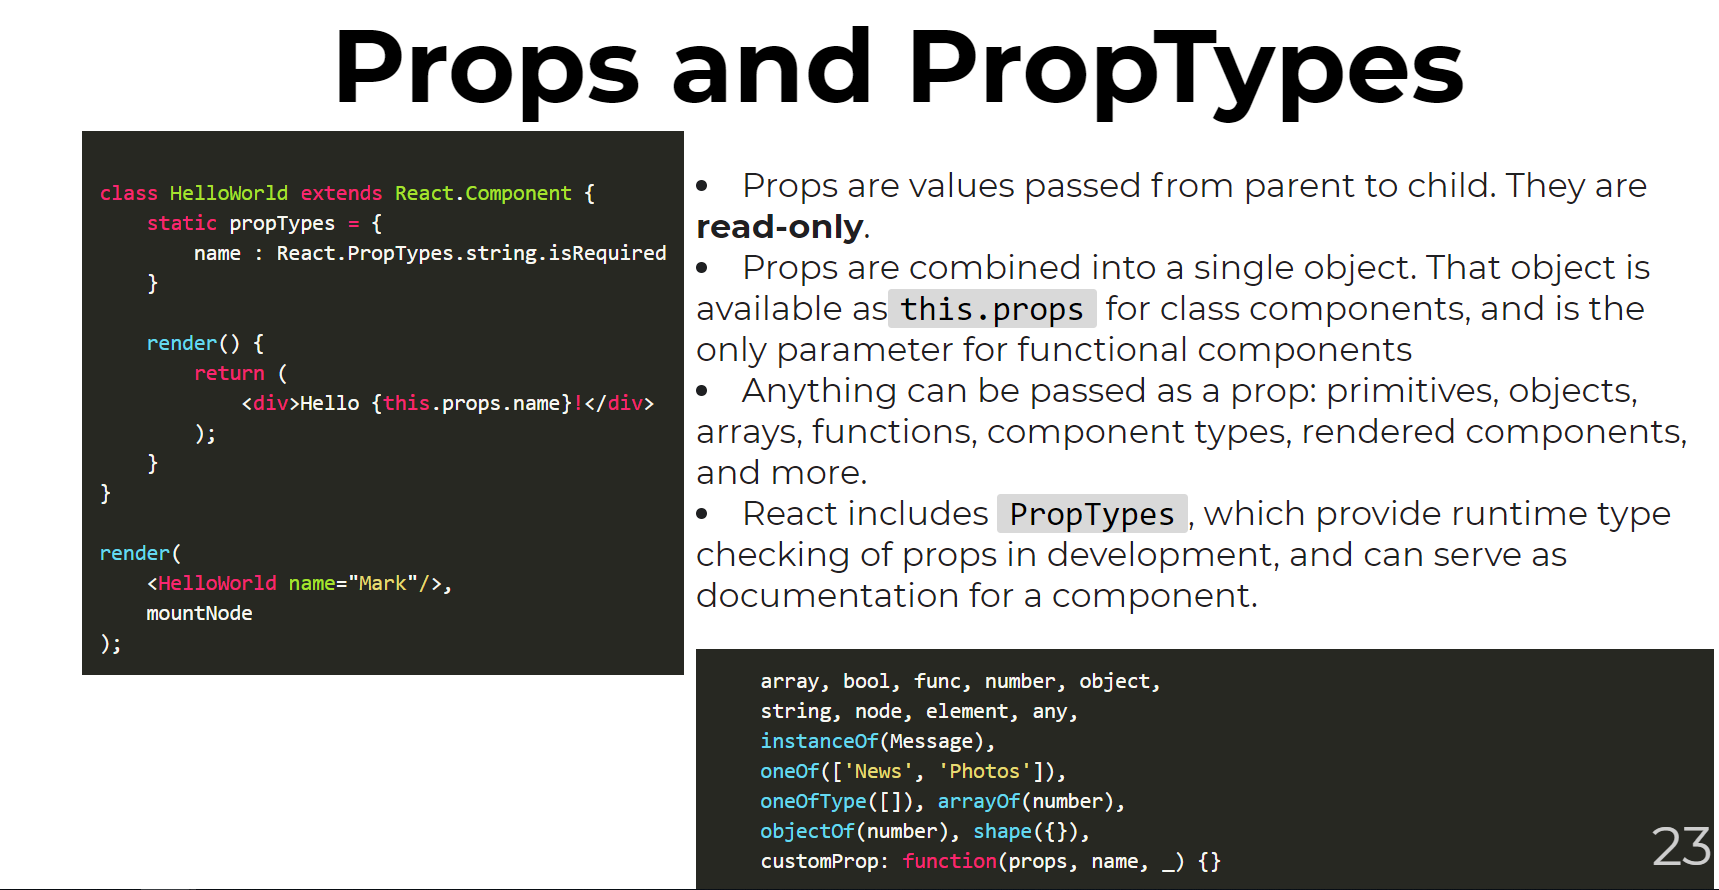 Props and PropTypes
class HelloWorld extends React.Component {
    static propTypes = {
        name : React.PropTypes.string.isRequired
    }
    render() {
        return (
            <div>Hello {this.props.name}!</div>
        );
    }
}
render(
    <HelloWorld name="Mark"/>,
    mountNode
);
• Props are values passed from parent to child. They are
read-only.
• Props are combined into a single object. That object is
available as this.props for class components, and is the
only parameter for functional components
• Anything can be passed as a prop: primitives, objects,
arrays, functions, component types, rendered components,
and more.
• React includes PropTypes, which provide runtime type
checking of props in development, and can serve as
documentation for a component.
array, bool, func, number, object,
string, node, element, any,
instanceOf(Message),
oneOf(['News', 'Photos']),
oneOfType([]), arrayOf(number),
objectOf(number), shape({}),
customProp: function(props, name, _) {}
23